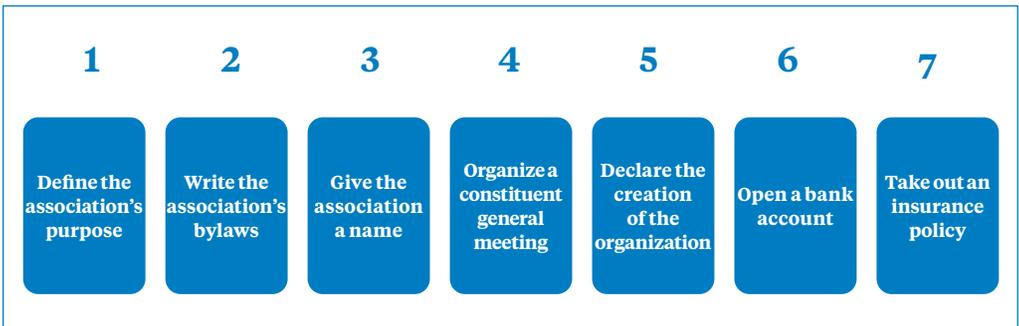 1
2
3
4
5
6
7
Define the
association's
purpose
Write the
association's
bylaws
Give the
association
a name
Organize a
constituent
general
meeting
Declare the
creation
of the
organization
Open a bank
account
Take out an
insurance
policy